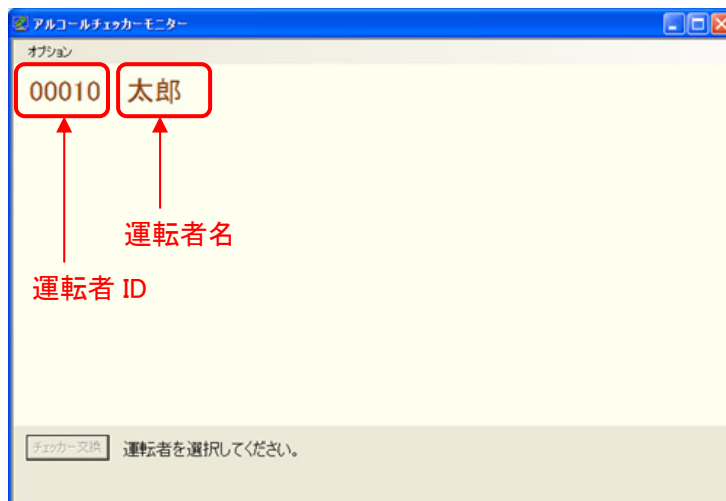 アルコールチェッカーモニター
オプション
00010 太郎
運転者名
運転者 ID
チェッカー交換 運転者を選択してください。